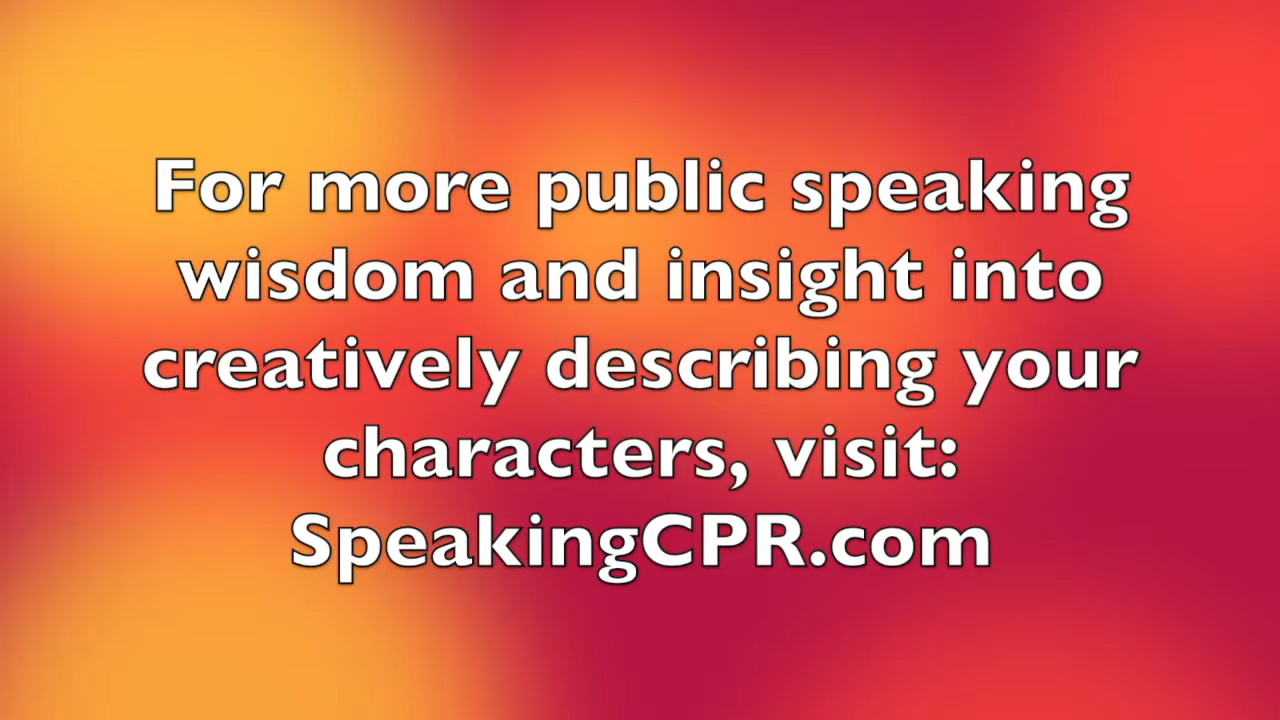 For more public speaking
wisdom and insight into
creatively describing your
characters, visit:
SpeakingCPR.com